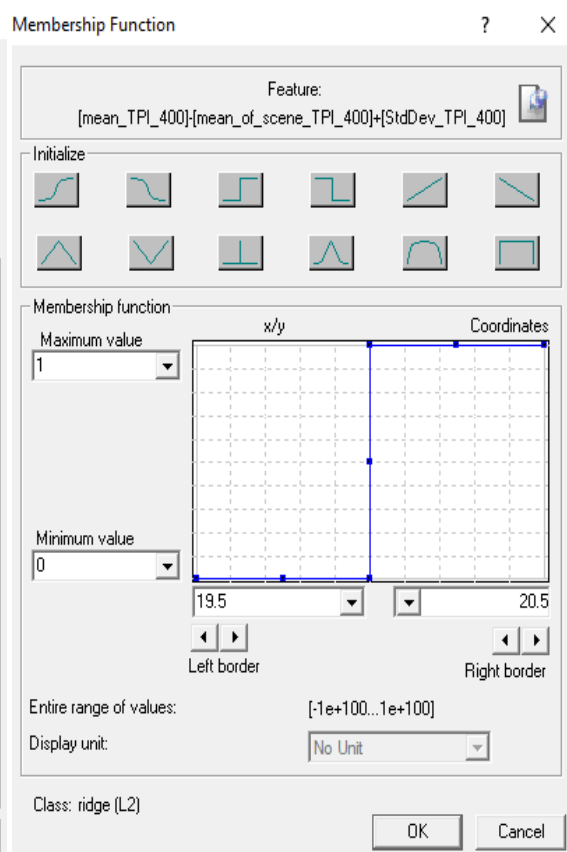 Membership Function
?
Feature:
[mean_TPI_400]-[mean_of_scene_TPI_400]+[StdDev_TPI_400]
Initialize
Membership function
x/y
Coordinates
Maximum value
1
Minimum value
0
19.5
20.5
Left border
Right border
Entire range of values:
[-1e+100...1e+100]
Display unit:
No Unit
Class: ridge (L2)
OK
Cancel